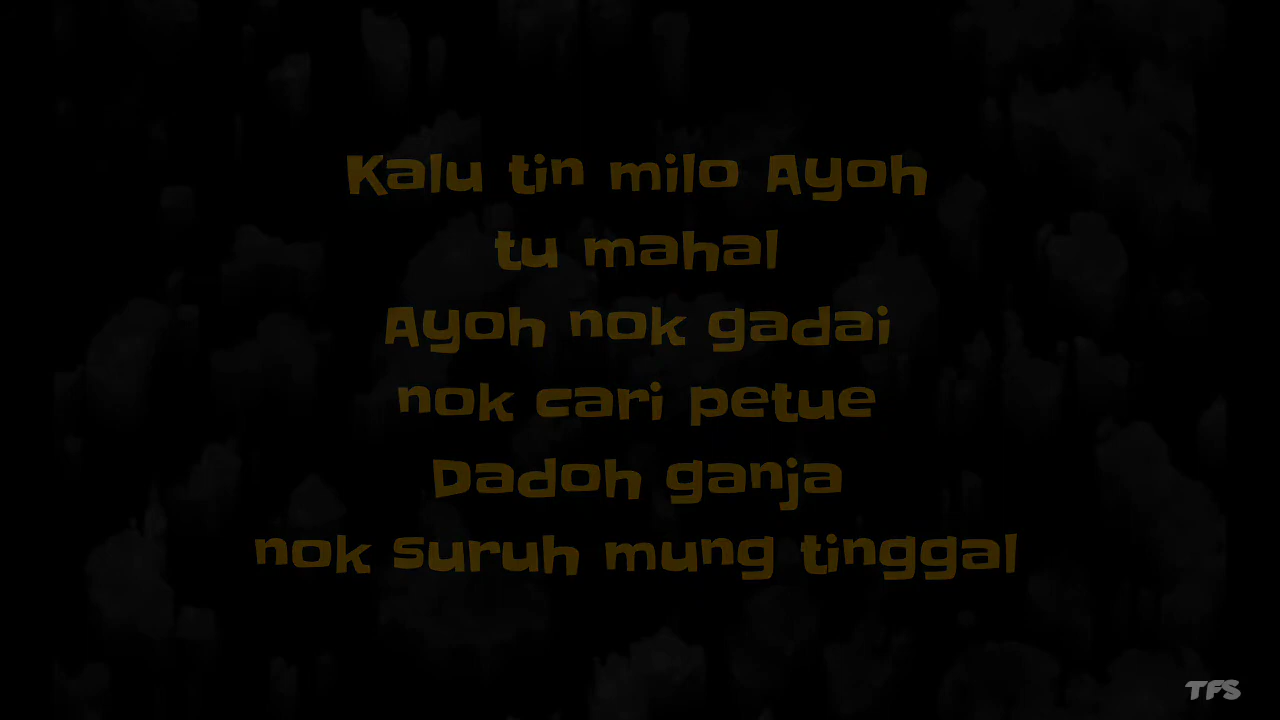 Kalu tin milo Ayoh
tu mahal
Ayoh nok gadai
nok cari petue
Dadoh ganja
nok suruh mung tinggal
TFS